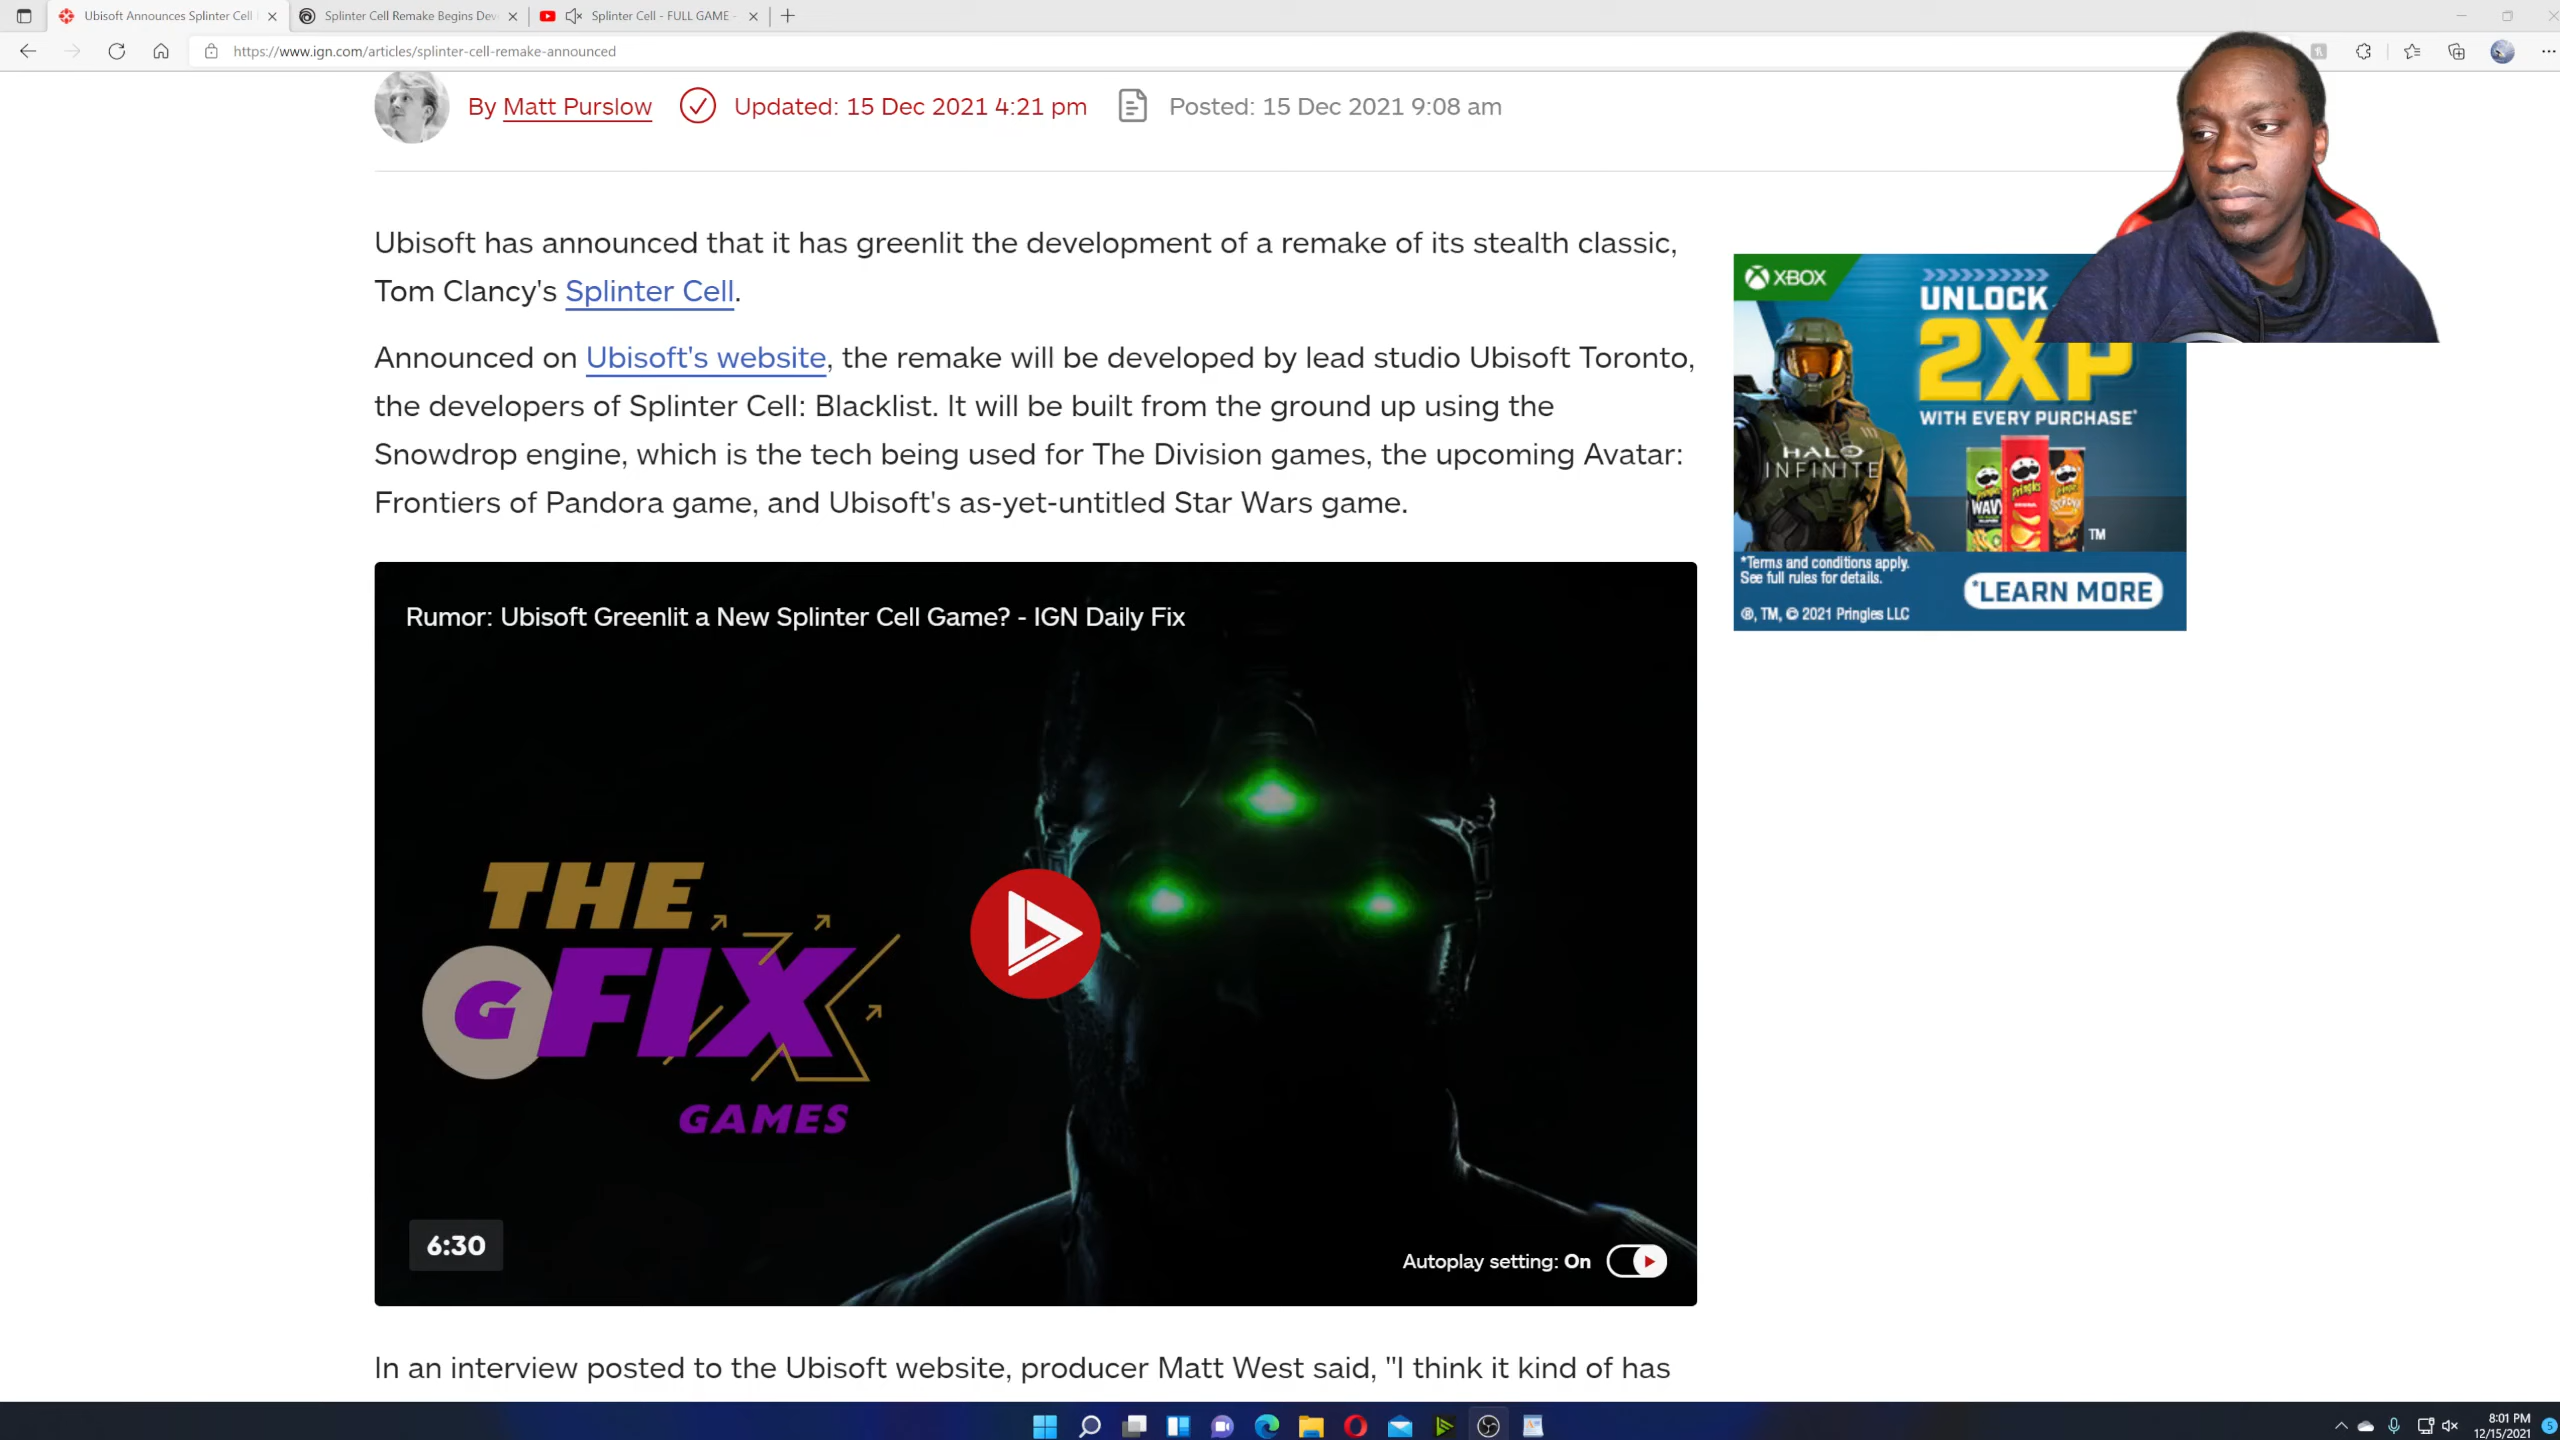 Ubisoft Announces Splinter Cell
Splinter Cell Remake Begins Dev
Splinter Cell - FULL GAME -
https://www.ign.com/articles/splinter-cell-remake-announced
By Matt Purslow
Updated: 15 Dec 2021 4:21 pm
Posted: 15 Dec 2021 9:08 am
Ubisoft has announced that it has greenlit the development of a remake of its stealth classic,
Tom Clancy's Splinter Cell.
Announced on Ubisoft's website, the remake will be developed by lead studio Ubisoft Toronto,
the developers of Splinter Cell: Blacklist. It will be built from the ground up using the
Snowdrop engine, which is the tech being used for The Division games, the upcoming Avatar:
Frontiers of Pandora game, and Ubisoft's as-yet-untitled Star Wars game.
XBOX
UNLOCK
2XP
WITH EVERY PURCHASE*
HALO
INFINITE
Pringles
WAVY
TM
*Terms and conditions apply.
See full rules for details.
*LEARN MORE
®, TM, © 2021 Pringles LLC
Rumor: Ubisoft Greenlit a New Splinter Cell Game? - IGN Daily Fix
THE
G FIX
GAMES
6:30
Autoplay setting: On
In an interview posted to the Ubisoft website, producer Matt West said, "I think it kind of has
8:01 PM
12/15/2021
5